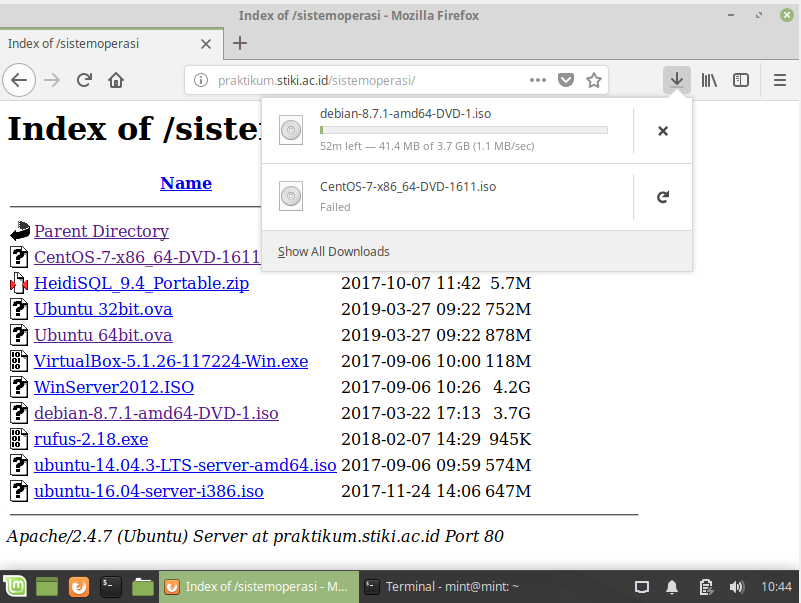 Index of /sistemoperasi - Mozilla Firefox
Index of /sistemoperasi
praktikum.stiki.ac.id/sistemoperasi/
debian-8.7.1-amd64-DVD-1.iso
52m left — 41.4 MB of 3.7 GB (1.1 MB/sec)
CentOS-7-x86_64-DVD-1611.iso
Failed
Show All Downloads
Index of /siste
Name
Parent Directory
CentOS-7-x86_64-DVD-1611
HeidiSQL_9.4_Portable.zip 2017-10-07 11:42 5.7M
Ubuntu 32bit.ova 2019-03-27 09:22 752M
Ubuntu 64bit.ova 2019-03-27 09:22 878M
VirtualBox-5.1.26-117224-Win.exe 2017-09-06 10:00 118M
WinServer2012.ISO 2017-09-06 10:26 4.2G
debian-8.7.1-amd64-DVD-1.iso 2017-03-22 17:13 3.7G
rufus-2.18.exe 2018-02-07 14:29 945K
ubuntu-14.04.3-LTS-server-amd64.iso 2017-09-06 09:59 574M
ubuntu-16.04-server-i386.iso 2017-11-24 14:06 647M
Apache/2.4.7 (Ubuntu) Server at praktikum.stiki.ac.id Port 80
Index of /sistemoperasi - M...
Terminal - mint@mint: ~
10:44